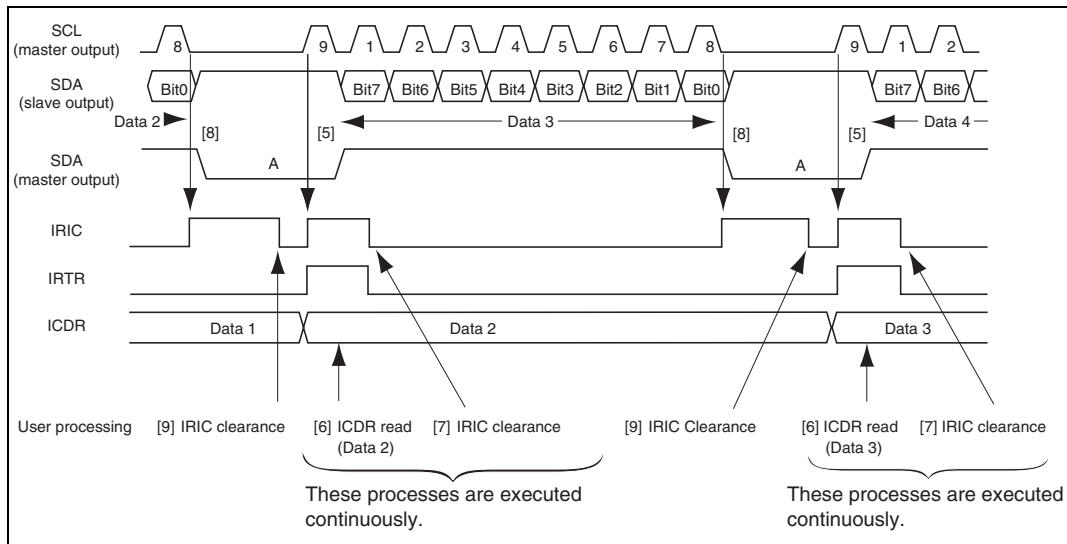 SCL
(master output)
8 9 1 2 3 4 5 6 7 8 9 1 2
SDA
(slave output)
Bit0 Bit7 Bit6 Bit5 Bit4 Bit3 Bit2 Bit1 Bit0 Bit7 Bit6
Data 2 [8] [5] Data 3 [8] [5] Data 4
SDA
(master output)
A A
IRIC
IRTR
ICDR
Data 1 Data 2 Data 3
User processing [9] IRIC clearance [6] ICDR read [7] IRIC clearance [9] IRIC Clearance [6] ICDR read [7] IRIC clearance
(Data 2) (Data 3)
These processes are executed These processes are executed
continuously. continuously.